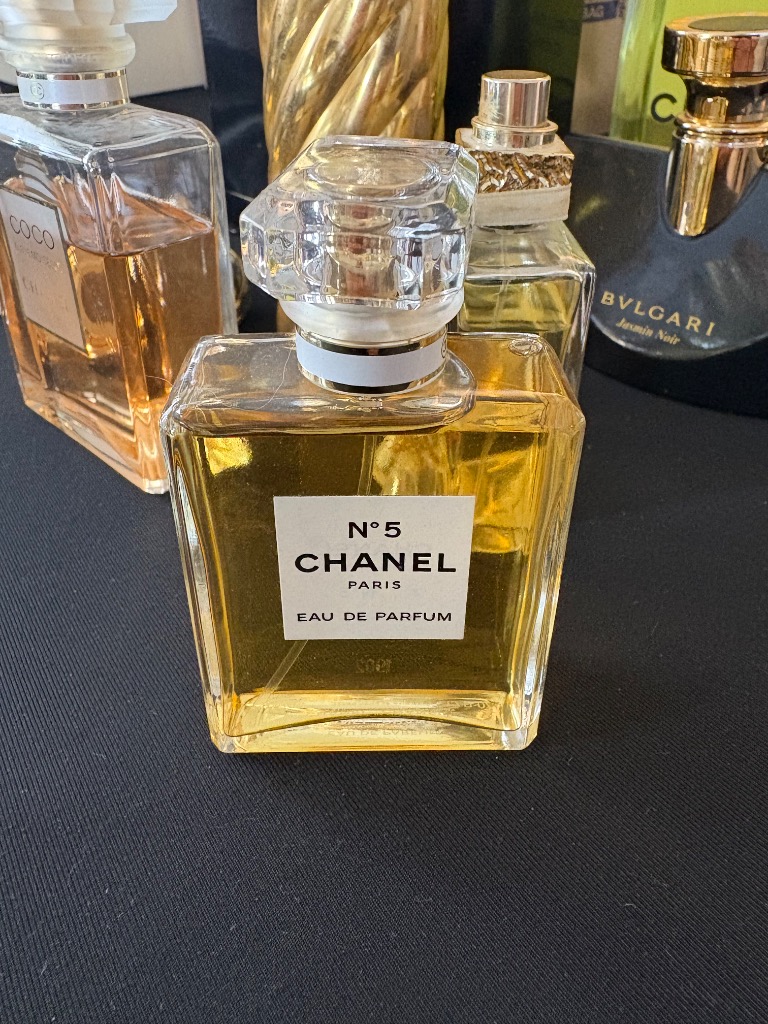 N°5
CHANEL
PARIS
EAU DE PARFUM
COCO
BVLGARI
Jasmin Noir